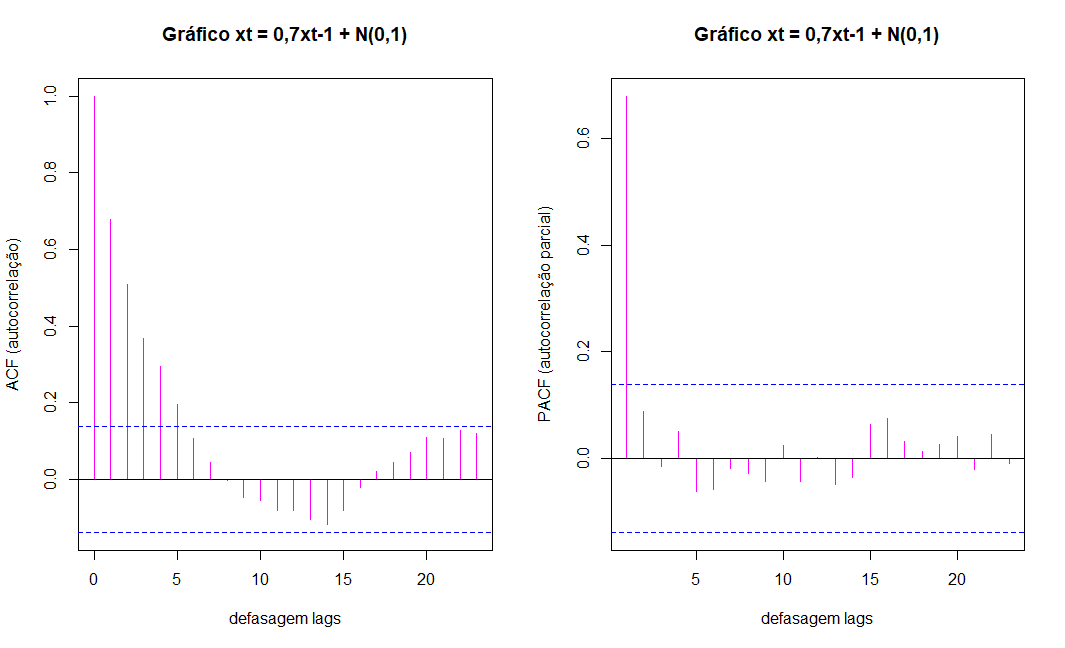 Gráfico xt = 0,7xt-1 + N(0,1)
ACF (autocorrelação)
1.0
0.8
0.6
0.4
0.2
0.0
0 5 10 15 20
defasagem lags
Gráfico xt = 0,7xt-1 + N(0,1)
PACF (autocorrelação parcial)
0.6
0.4
0.2
0.0
5 10 15 20
defasagem lags